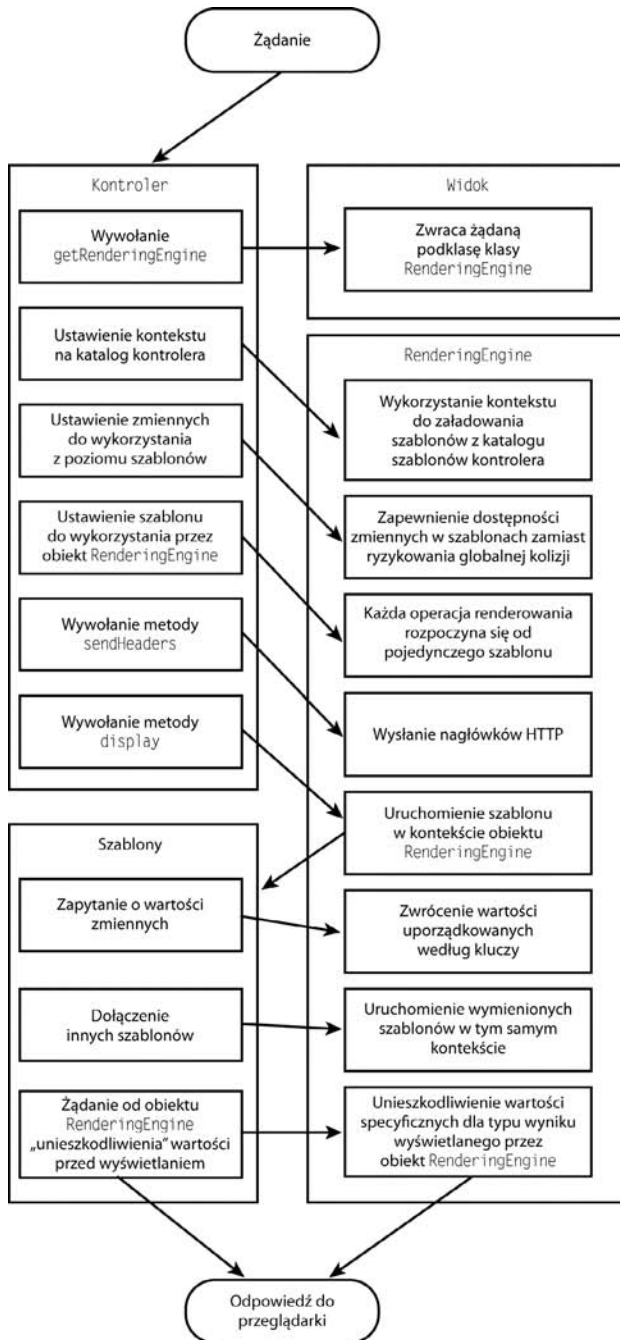 Żądanie
Kontroler
Wywołanie
getRenderingEngine
Ustawienie kontekstu
na katalog kontrolera
Ustawienie zmiennych
do wykorzystania
z poziomu szablonów
Ustawienie szablonu
do wykorzystania przez
obiekt RenderingEngine
Wywołanie metody
sendHeaders
Wywołanie metody
display
Widok
Zwraca żądaną
podklasę klasy
RenderingEngine
RenderingEngine
Wykorzystanie kontekstu
do załadowania
szablonów z katalogu
szablonów kontrolera
Zapewnienie dostępności
zmiennych w szablonach zamiast
ryzykowania globalnej kolizji
Każda operacja renderowania
rozpoczyna się od
pojedynczego szablonu
Wysłanie nagłówków HTTP
Uruchomienie szablonu
w kontekście obiektu
RenderingEngine
Szablony
Zapytanie o wartości
zmiennych
Dołączenie
innych szablonów
Żądanie od obiektu
RenderingEngine
„unieszkodliwienia” wartości
przed wyświetlaniem
Zwrócenie wartości
uporządkowanych
według kluczy
Uruchomienie wymienionych
szablonów w tym samym
kontekście
Unieszkodliwienie wartości
specyficznych dla typu wyniku
wyświetlanego przez
obiekt RenderingEngine
Odpowiedź do
przeglądarki